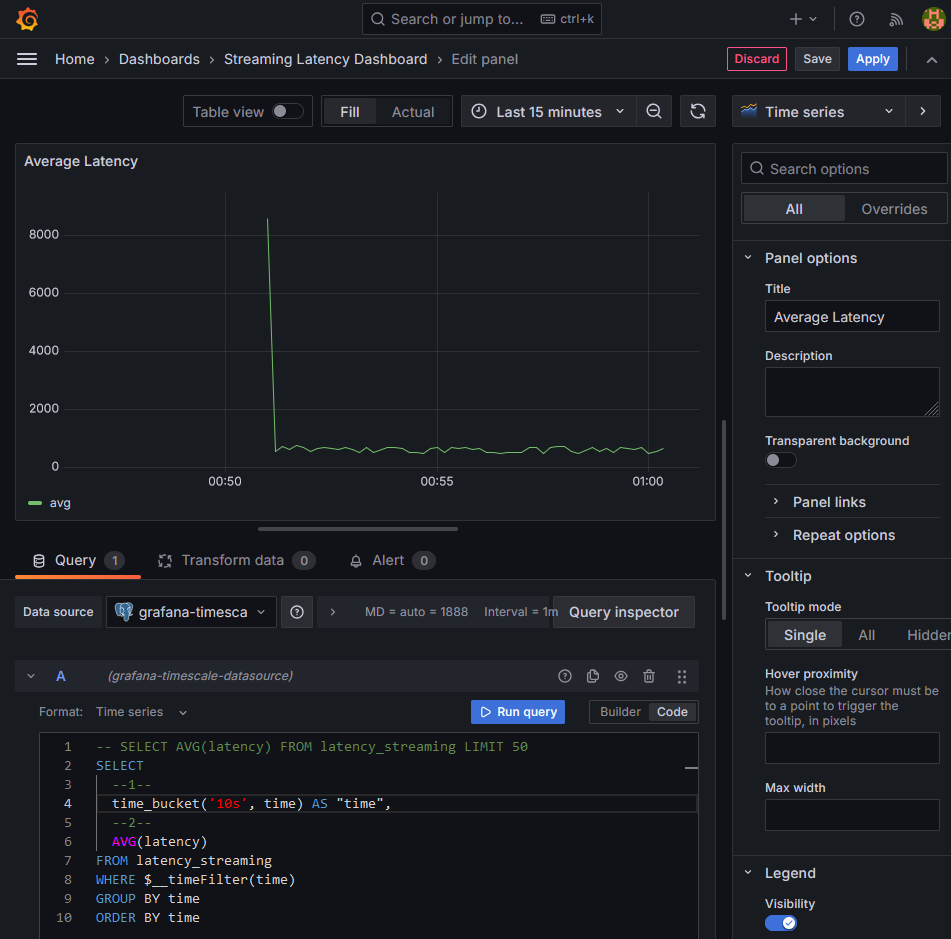 Search or jump to... ctrl+k
Home › Dashboards › Streaming Latency Dashboard › Edit panel
Discard Save Apply
Table view Fill Actual Last 15 minutes Time series
Average Latency
8000
6000
4000
2000
0
00:50 00:55 01:00
avg
Query 1 Transform data 0 Alert 0
Data source grafana-timesca MD = auto = 1888 Interval = 1m Query inspector
A (grafana-timescale-datasource)
Format: Time series Run query Builder Code
1 -- SELECT AVG(latency) FROM latency_streaming LIMIT 50
2 SELECT
3 --1--
4 time_bucket('10s', time) AS "time",
5 --2--
6 AVG(latency)
7 FROM latency_streaming
8 WHERE $__timeFilter(time)
9 GROUP BY time
10 ORDER BY time
Search options
All Overrides
Panel options
Title
Average Latency
Description
Transparent background
Panel links
Repeat options
Tooltip
Tooltip mode
Single All Hidden
Hover proximity
How close the cursor must be
to a point to trigger the
tooltip, in pixels
Max width
Legend
Visibility